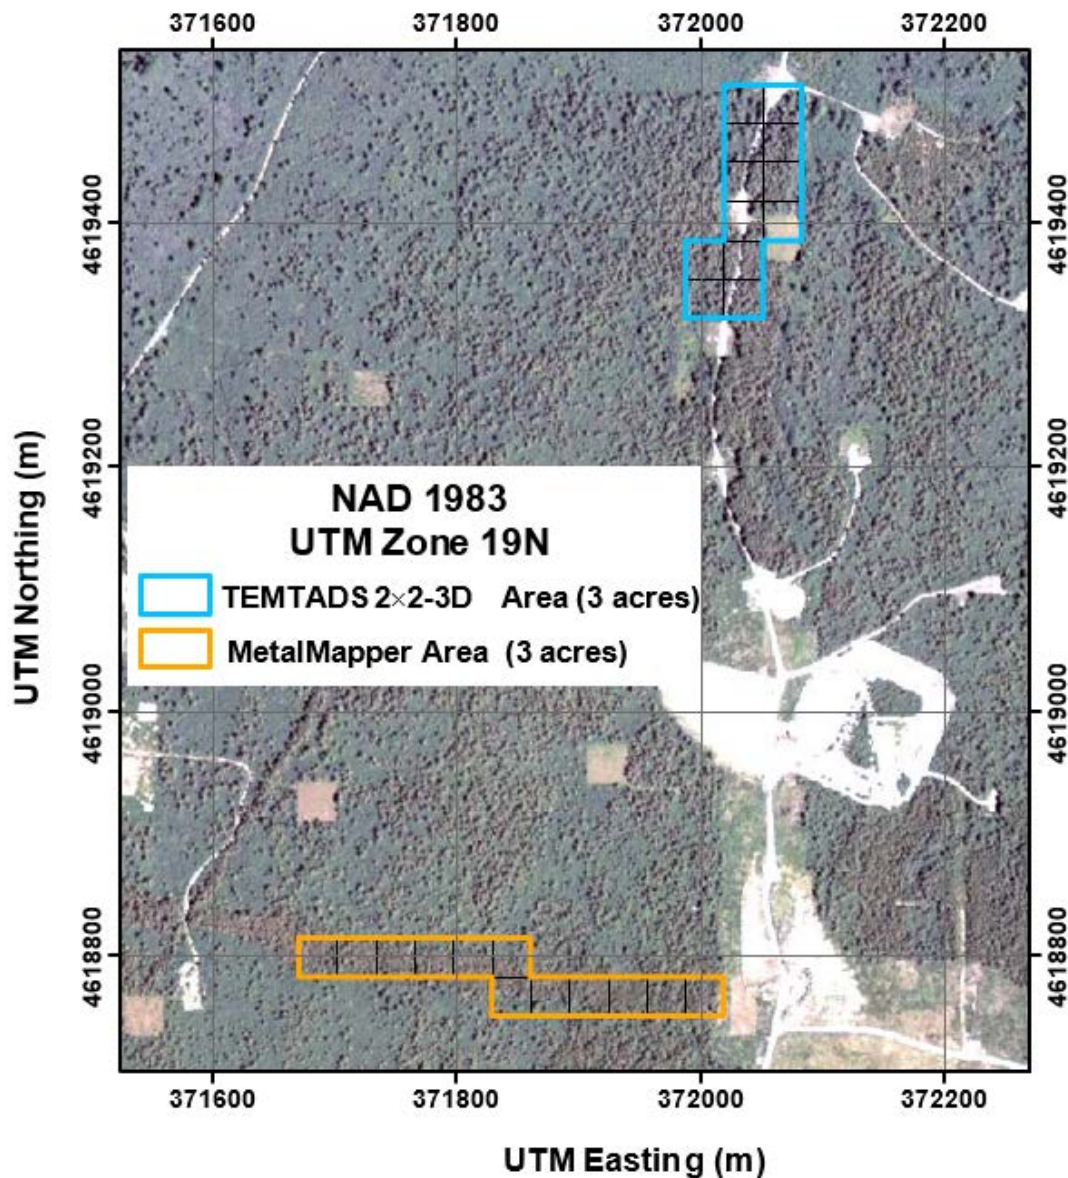 371600 371800 372000 372200
4619400 4619400
4619200 4619200
4619000 4619000
4618800 4618800
UTM Northing (m)
NAD 1983
UTM Zone 19N
TEMTADS 2×2-3D Area (3 acres)
MetalMapper Area (3 acres)
371600 371800 372000 372200
UTM Easting (m)